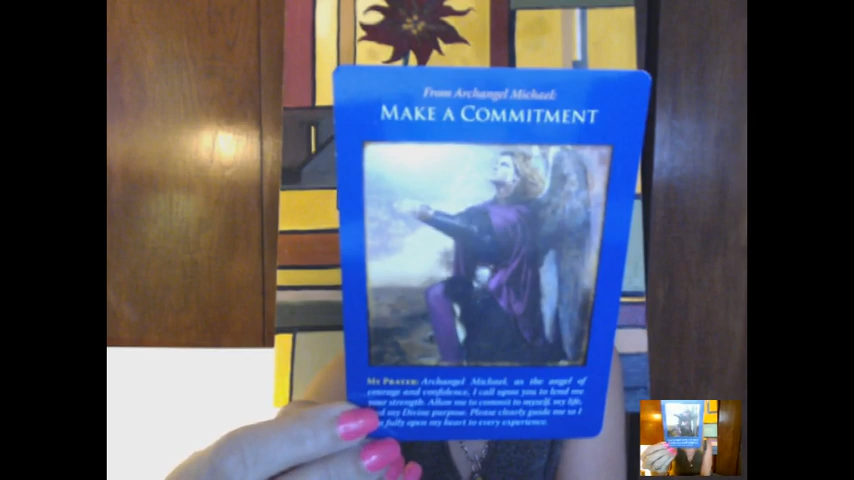 From Archangel Michael:
MAKE A COMMITMENT
MY PRAYER: Archangel Michael, as the angel of
courage and confidence, I call upon you to lend me
your strength. Allow me to commit to myself, my life,
and my Divine purpose. Please clearly guide me so I
fully open my heart to every experience.